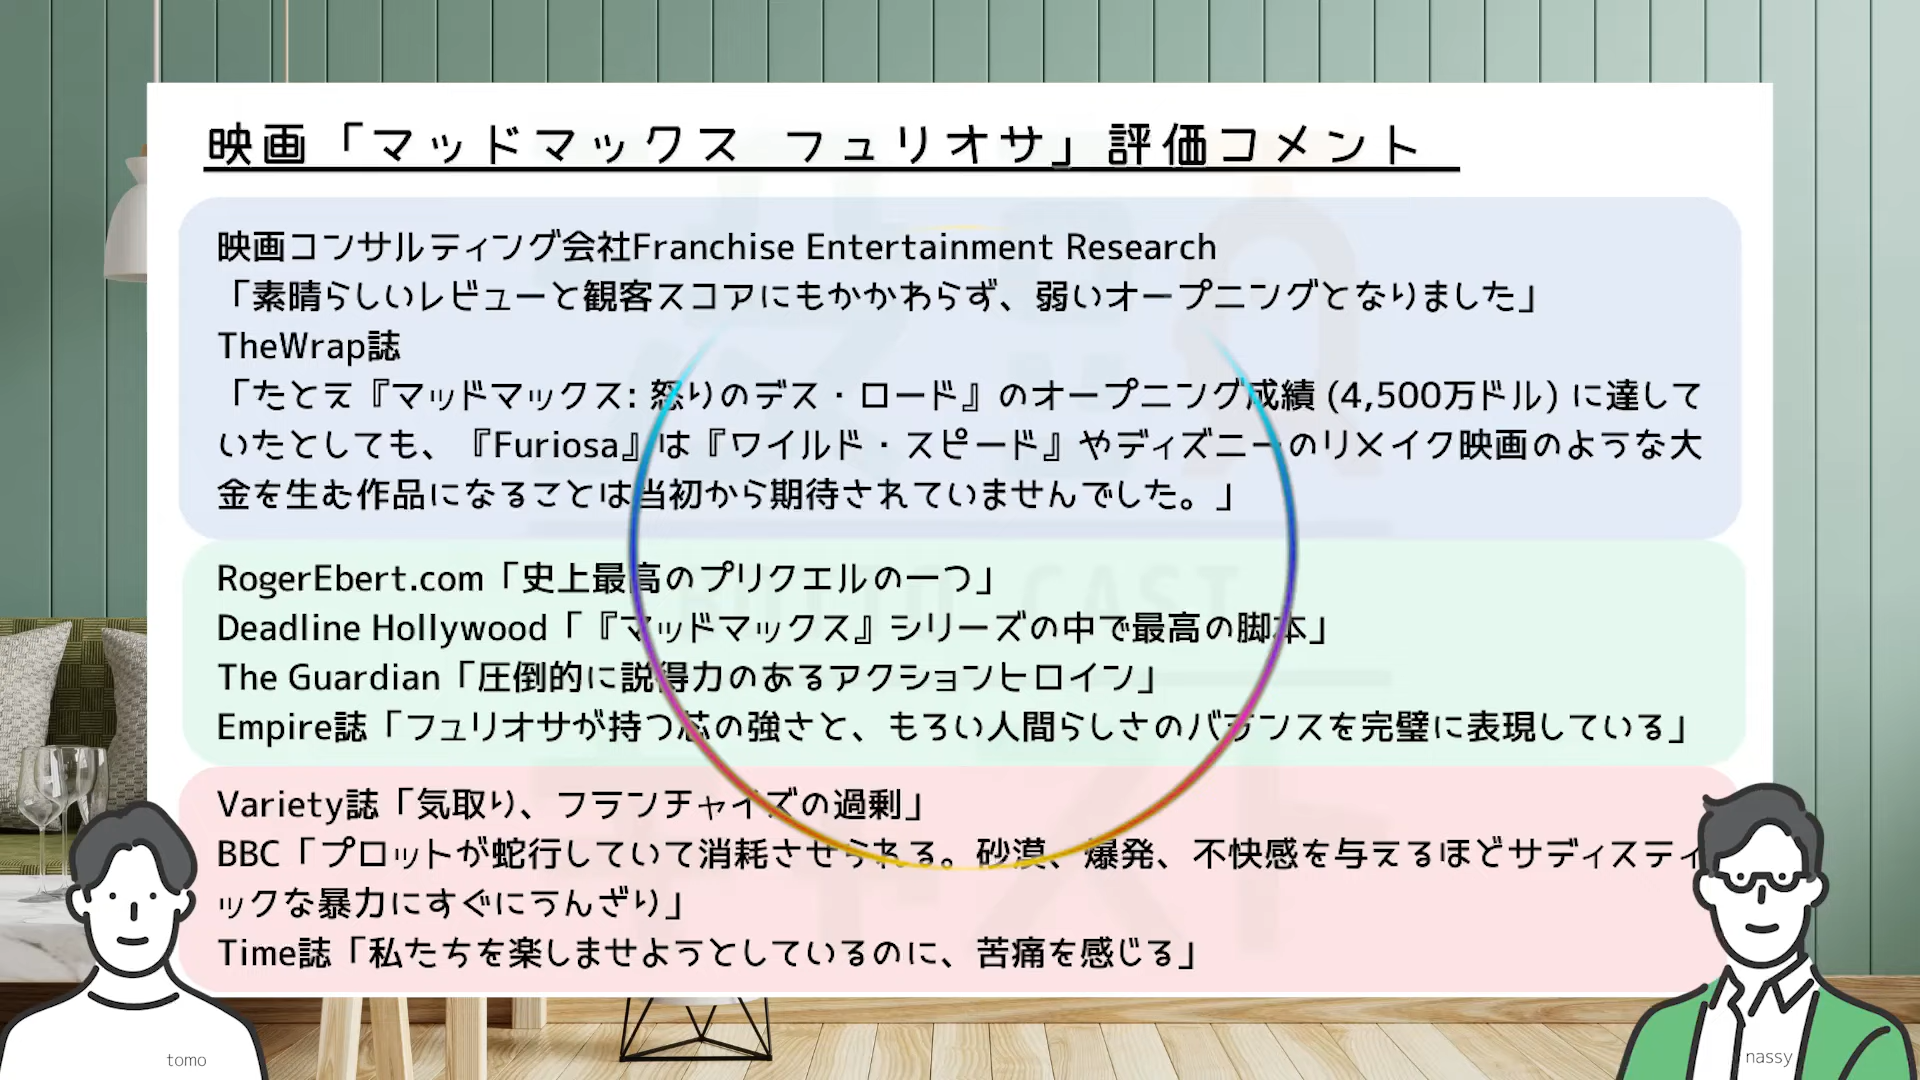 映画「マッドマックス フュリオサ」評価コメント
映画コンサルティング会社Franchise Entertainment Research
「素晴らしいレビューと観客スコアにもかかわらず、弱いオープニングとなりました」
TheWrap誌
「たとえ『マッドマックス: 怒りのデス・ロード』のオープニング成績 (4,500万ドル) に達して
いたとしても、『Furiosa』は『ワイルド・スピード』やディズニーのリメイク映画のような大
金を生む作品になることは当初から期待されていませんでした。」
RogerEbert.com「史上最高のプリクエルの一つ」
Deadline Hollywood「『マッドマックス』シリーズの中で最高の脚本」
The Guardian「圧倒的に説得力のあるアクションヒロイン」
Empire誌「フュリオサが持つ芯の強さと、もろい人間らしさのバランスを完璧に表現している」
Variety誌「気取り、フランチャイズの過剰」
BBC「プロットが蛇行していて消耗させられる。砂漠、爆発、不快感を与えるほどサディスティ
ックな暴力にすぐにうんざり」
Time誌「私たちを楽しませようとしているのに、苦痛を感じる」
tomo
nassy